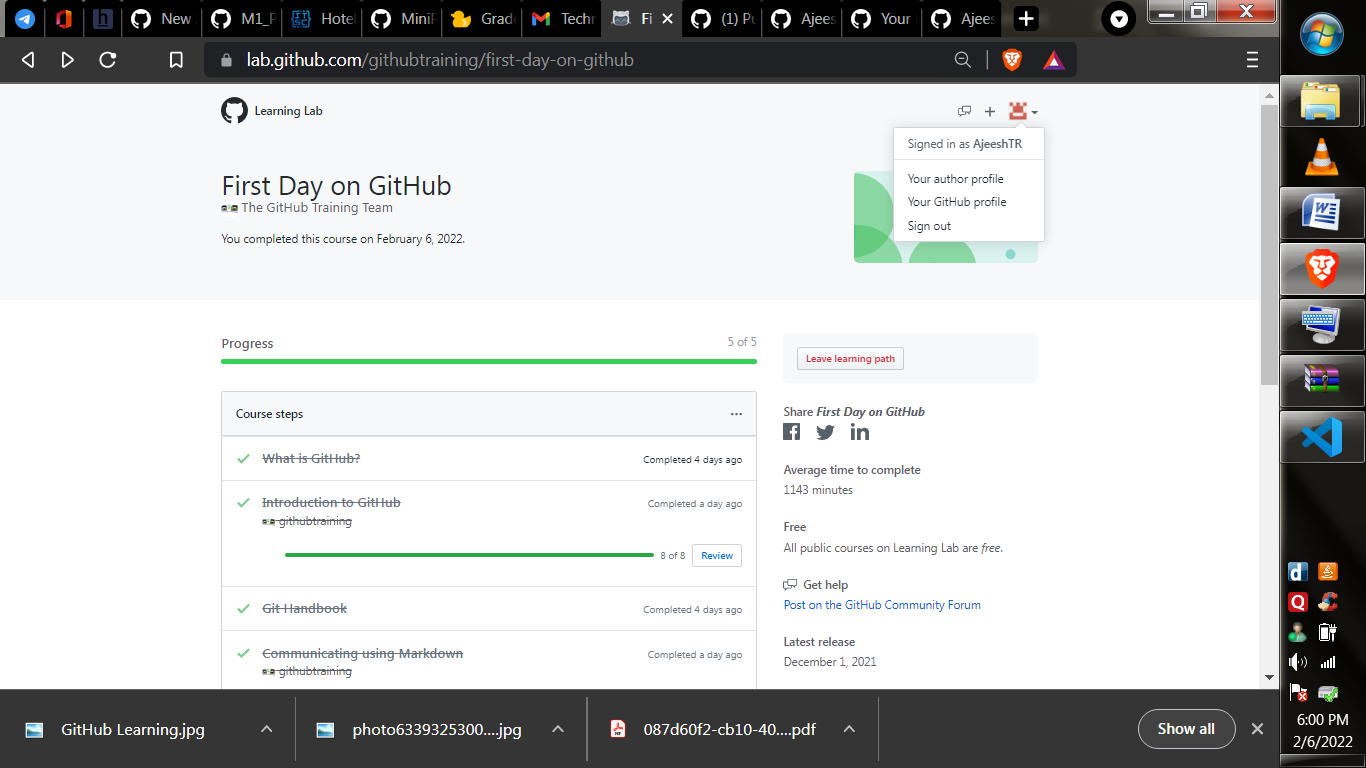 New
M1_P
Hotel
MiniP
Grade
Techn
Fi
(1) Pu
Ajees
Your
Ajees
lab.github.com/githubtraining/first-day-on-github
Learning Lab
Signed in as AjeeshTR
Your author profile
Your GitHub profile
Sign out
First Day on GitHub
The GitHub Training Team
You completed this course on February 6, 2022.
Progress
5 of 5
Leave learning path
Course steps
What is GitHub?
Completed 4 days ago
Introduction to GitHub
Completed a day ago
githubtraining
8 of 8
Review
Git Handbook
Completed 4 days ago
Communicating using Markdown
Completed a day ago
githubtraining
Share First Day on GitHub
Average time to complete
1143 minutes
Free
All public courses on Learning Lab are free.
Get help
Post on the GitHub Community Forum
Latest release
December 1, 2021
GitHub Learning.jpg
photo6339325300....jpg
087d60f2-cb10-40....pdf
Show all
6:00 PM
2/6/2022